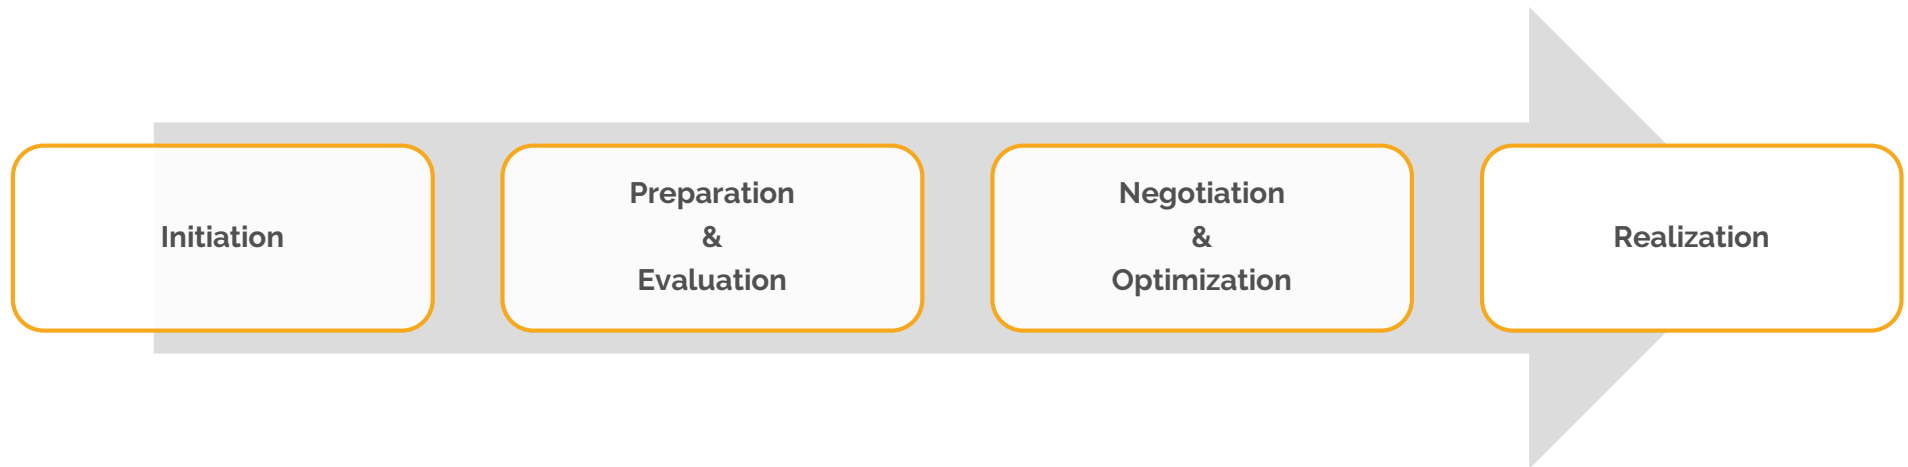 Initiation
Preparation
&
Evaluation
Negotiation
&
Optimization
Realization